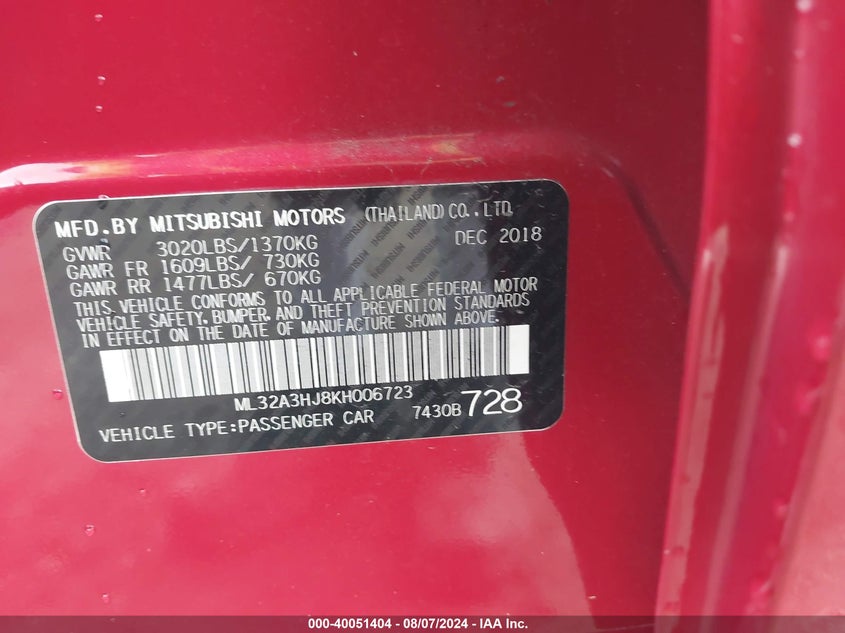 MFD.BY MITSUBISHI MOTORS (THAILAND)CO.,LTD
GVWR 3020LBS/1370KG DEC 2018
GAWR FR 1609LBS/ 730KG
GAWR RR 1477LBS/ 670KG
THIS VEHICLE CONFORMS TO ALL APPLICABLE FEDERAL MOTOR
VEHICLE SAFETY, BUMPER, AND THEFT PREVENTION STANDARDS
IN EFFECT ON THE DATE OF MANUFACTURE SHOWN ABOVE.
ML32A3HJ8KH006723
VEHICLE TYPE:PASSENGER CAR 7430B 728
000-40051404 - 08/07/2024 - IAA Inc.